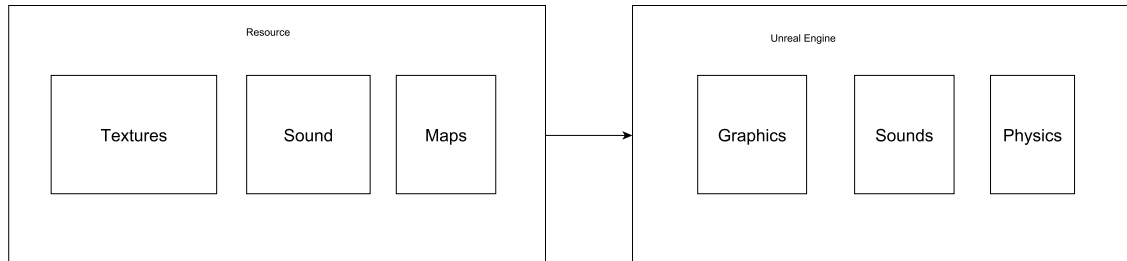 Resource
Textures
Sound
Maps
Unreal Engine
Graphics
Sounds
Physics